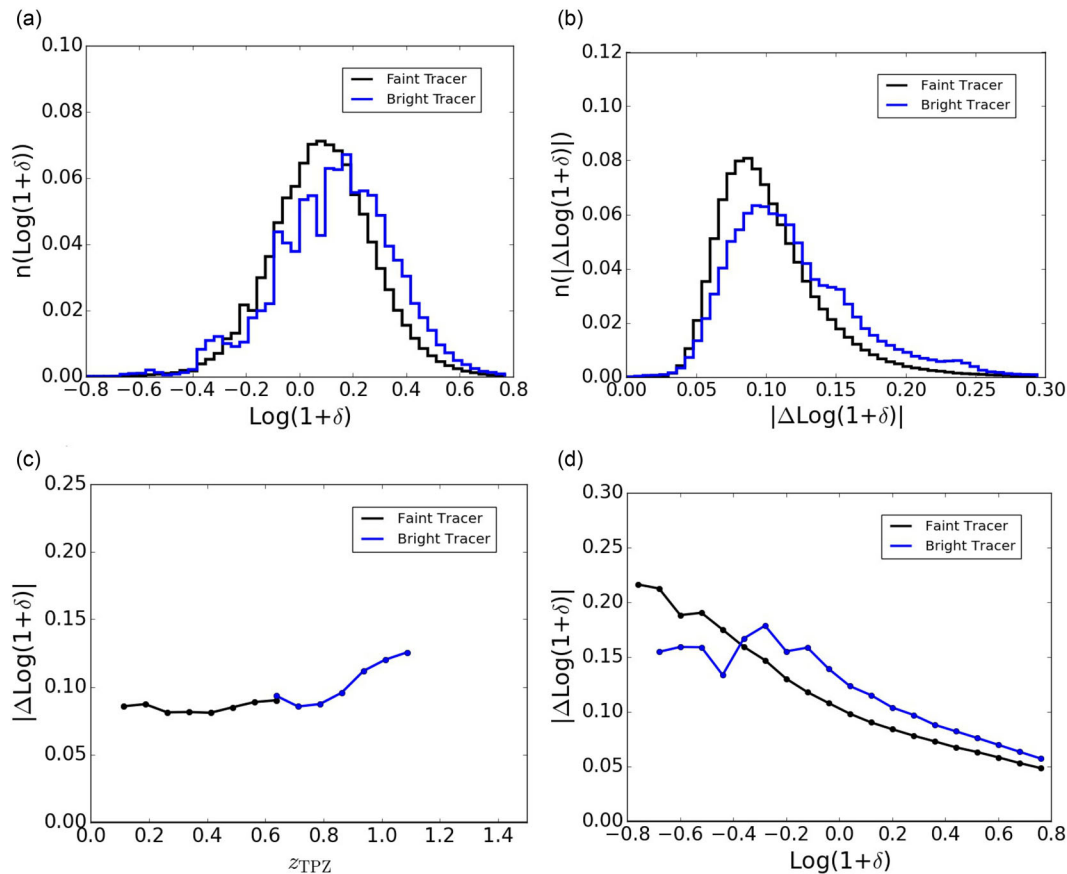 (a)
0.10
0.08
0.06
0.04
0.02
0.00
n(Log(1+δ))
Faint Tracer
Bright Tracer
−0.8 −0.6 −0.4 −0.2 0.0 0.2 0.4 0.6 0.8
Log(1+δ)
(b)
0.12
0.10
0.08
0.06
0.04
0.02
0.00
n(|ΔLog(1+δ)|)
Faint Tracer
Bright Tracer
0.00 0.05 0.10 0.15 0.20 0.25 0.30
|ΔLog(1+δ)|
(c)
0.25
0.20
0.15
0.10
0.05
0.00
|ΔLog(1+δ)|
Faint Tracer
Bright Tracer
0.0 0.2 0.4 0.6 0.8 1.0 1.2 1.4
zTPZ
(d)
0.30
0.25
0.20
0.15
0.10
0.05
0.00
|ΔLog(1+δ)|
Faint Tracer
Bright Tracer
−0.8 −0.6 −0.4 −0.2 0.0 0.2 0.4 0.6 0.8
Log(1+δ)